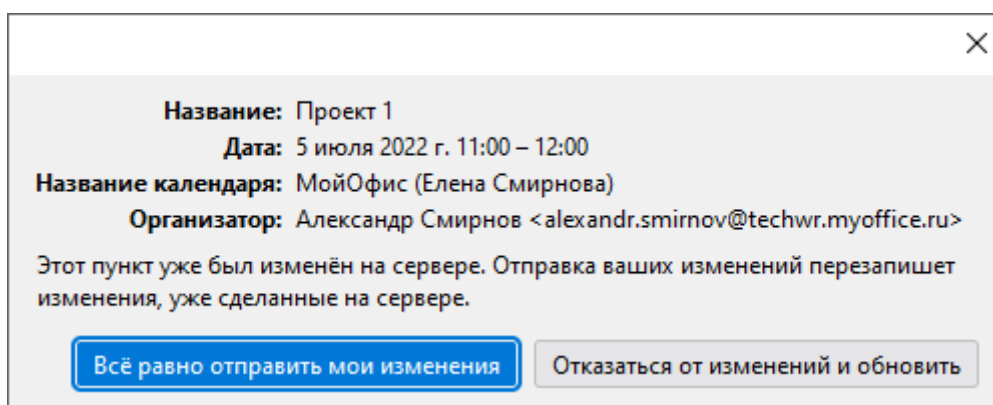 Название: Проект 1
Дата: 5 июля 2022 г. 11:00 – 12:00
Название календаря: МойОфис (Елена Смирнова)
Организатор: Александр Смирнов <alexandr.smirnov@techwr.myoffice.ru>
Этот пункт уже был изменён на сервере. Отправка ваших изменений перезапишет
изменения, уже сделанные на сервере.
Всё равно отправить мои изменения Отказаться от изменений и обновить